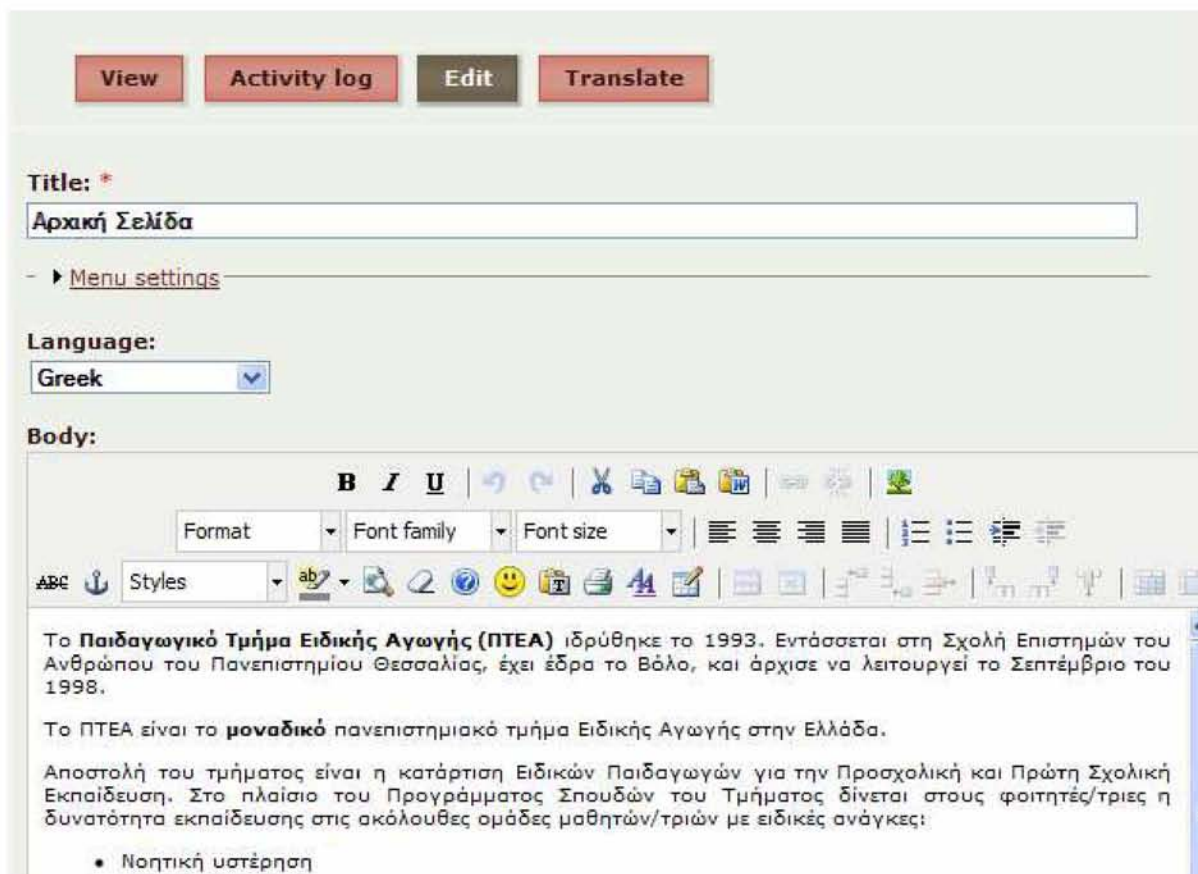 View Activity log Edit Translate
Title: *
Αρχική Σελίδα
Menu settings
Language:
Greek
Body:
B I U
Format Font family Font size
ABC Styles ab
Το Παιδαγωγικό Τμήμα Ειδικής Αγωγής (ΠΤΕΑ) ιδρύθηκε το 1993. Εντάσσεται στη Σχολή Επιστημών του
Ανθρώπου του Πανεπιστημίου Θεσσαλίας, έχει έδρα το Βόλο, και άρχισε να λειτουργεί το Σεπτέμβριο του
1998.
Το ΠΤΕΑ είναι το μοναδικό πανεπιστημιακό τμήμα Ειδικής Αγωγής στην Ελλάδα.
Αποστολή του τμήματος είναι η κατάρτιση Ειδικών Παιδαγωγών για την Προσχολική και Πρώτη Σχολική
Εκπαίδευση. Στο πλαίσιο του Προγράμματος Σπουδών του Τμήματος δίνεται στους φοιτητές/τριες η
δυνατότητα εκπαίδευσης στις ακόλουθες ομάδες μαθητών/τριών με ειδικές ανάγκες:
• Νοητική υστέρηση